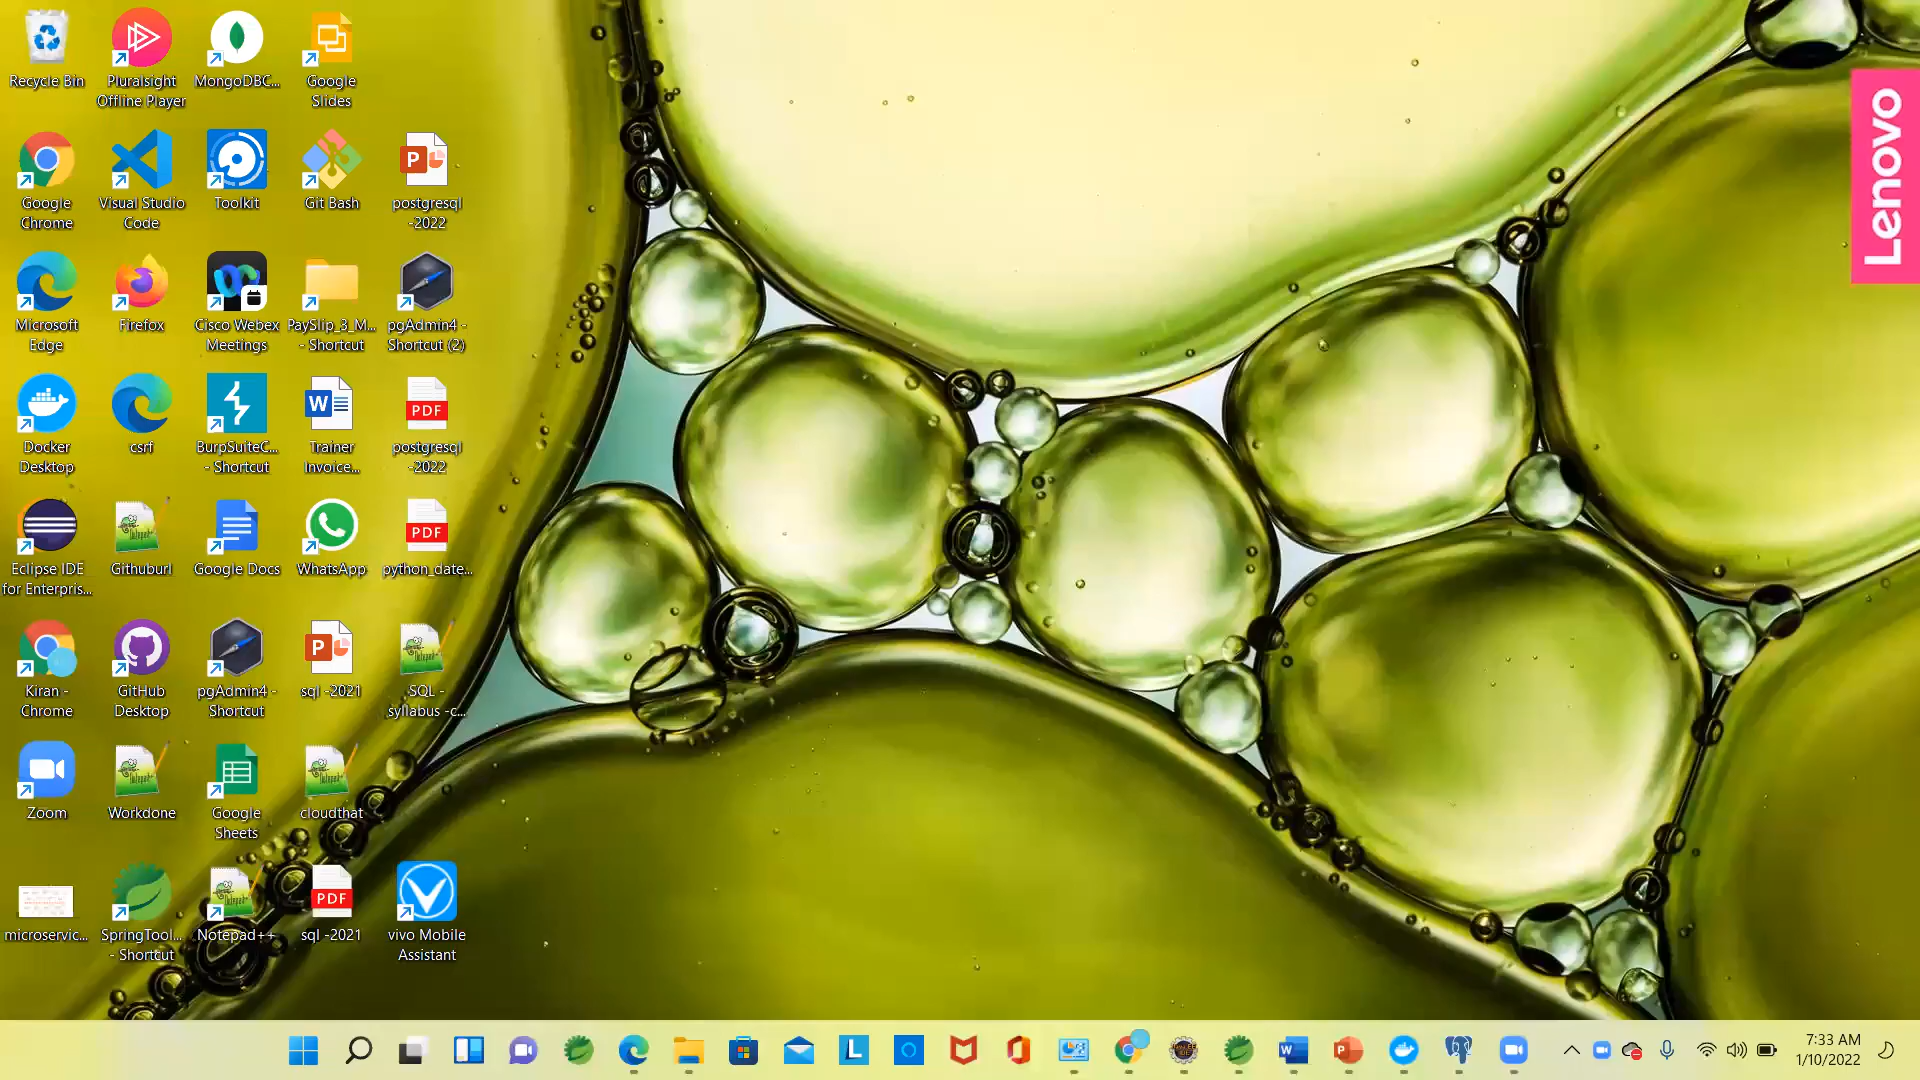 Recycle Bin
Pluralsight
Offline Player
MongoDBC...
Google
Slides
Google
Chrome
Visual Studio
Code
Toolkit
Git Bash
postgresql
-2022
Microsoft
Edge
Firefox
Cisco Webex
Meetings
PaySlip_3_M...
- Shortcut
pgAdmin4 -
Shortcut (2)
Docker
Desktop
csrf
BurpSuiteC...
- Shortcut
Trainer
Invoice...
PDF
postgresql
-2022
Eclipse IDE
for Enterpris...
Githuburl
Google Docs
WhatsApp
PDF
python_date...
Kiran -
Chrome
GitHub
Desktop
pgAdmin4 -
Shortcut
sql -2021
SQL -
syllabus -c...
Zoom
Workdone
Google
Sheets
cloudthat
microservic...
SpringTool...
- Shortcut
Notepad++
PDF
sql -2021
vivo Mobile
Assistant
Lenovo
7:33 AM
1/10/2022